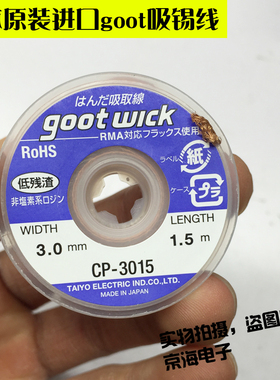 原装进口goot吸锡线
はんだ吸取線
goot wick
RMA対応フラックス使用
RoHS
ラベル
紙
低残渣
非塩素系ロジン
ケース
プラ
WIDTH
3.0 mm
LENGTH
1.5 m
CP-3015
TAIYO ELECTRIC IND.CO.,LTD.
MADE IN JAPAN
实物拍摄，盗图
京海电子